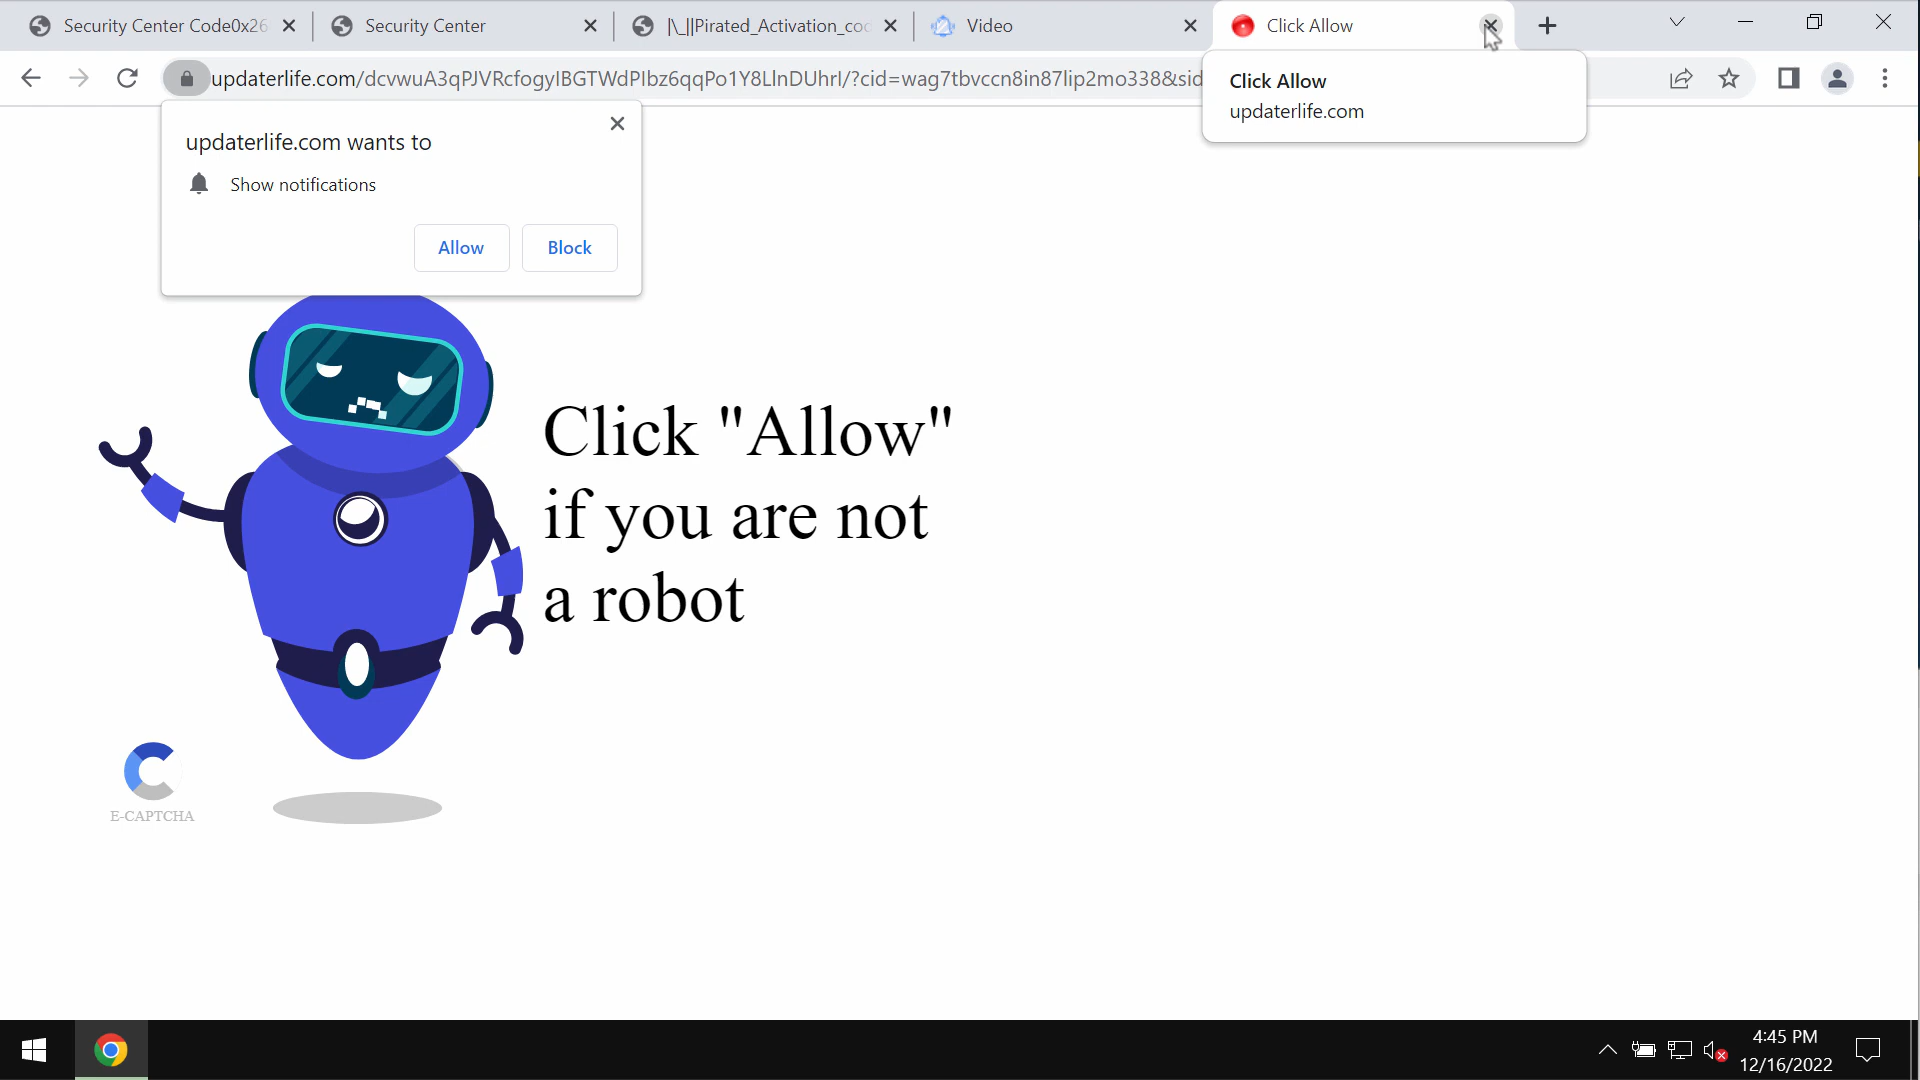 Security Center Code0x26
Security Center
|\_||Pirated_Activation_coc
Video
Click Allow
updaterlife.com/dcvwuA3qPJVRcfogyIBGTWdPIbz6qqPo1Y8LlnDUhrI/?cid=wag7tbvccn8in87lip2mo338&sid
Click Allow
updaterlife.com
updaterlife.com wants to
Show notifications
Allow
Block
Click "Allow"
if you are not
a robot
E-CAPTCHA
4:45 PM
12/16/2022